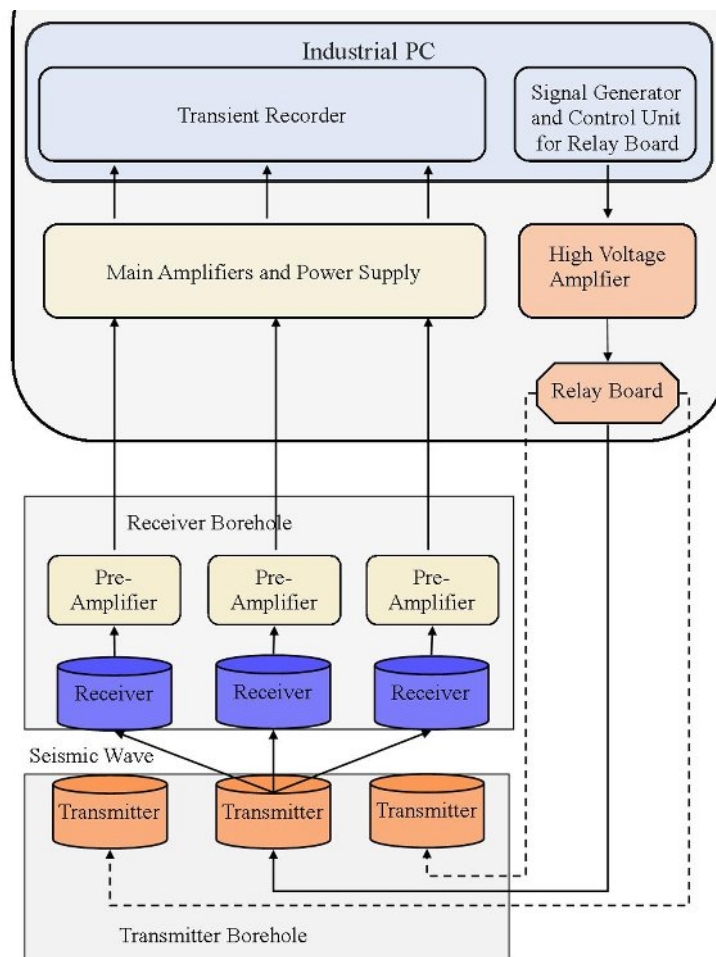 Industrial PC
Transient Recorder
Signal Generator
and Control Unit
for Relay Board
Main Amplifiers and Power Supply
High Voltage
Amplfier
Relay Board
Receiver Borehole
Pre-
Amplifier
Pre-
Amplifier
Pre-
Amplifier
Receiver
Receiver
Receiver
Seismic Wave
Transmitter
Transmitter
Transmitter
Transmitter Borehole